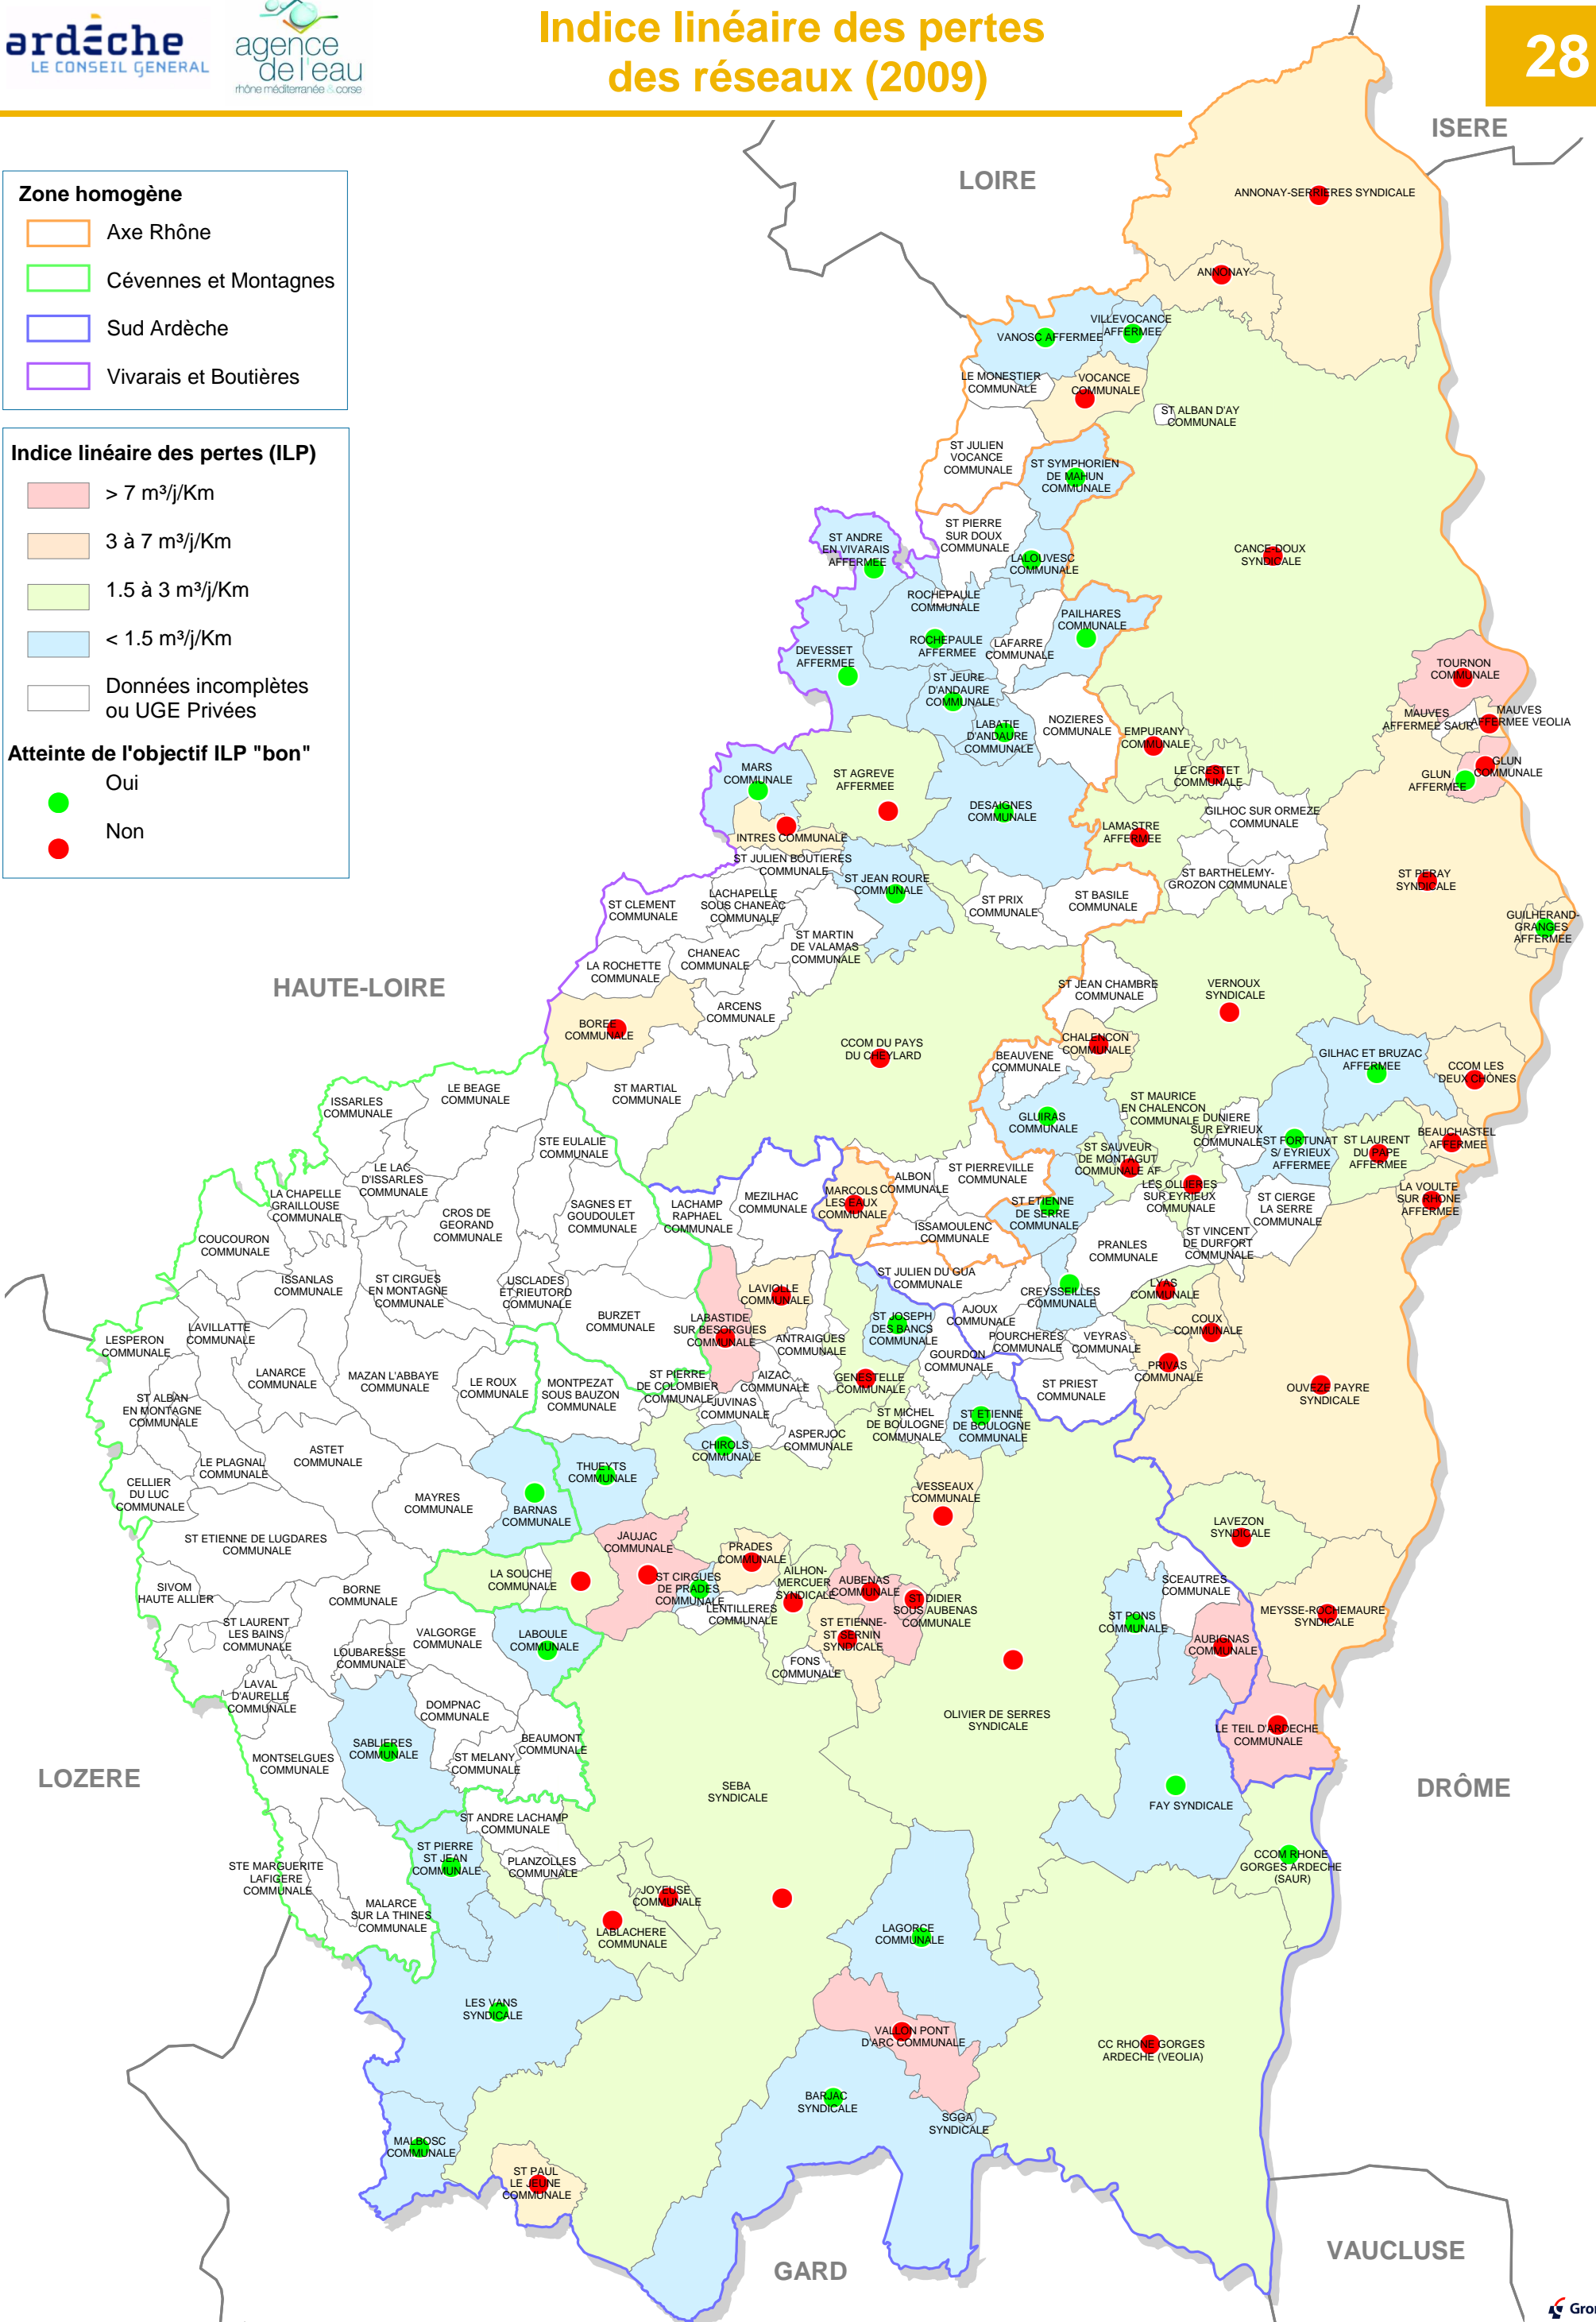 ardèche
LE CONSEIL GENERAL
agence
de l'eau
rhône méditerranée & corse
Indice linéaire des pertes
des réseaux (2009)
28
Zone homogène
Axe Rhône
Cévennes et Montagnes
Sud Ardèche
Vivarais et Boutières
Indice linéaire des pertes (ILP)
> 7 m³/j/Km
3 à 7 m³/j/Km
1.5 à 3 m³/j/Km
< 1.5 m³/j/Km
Données incomplètes
ou UGE Privées
Atteinte de l'objectif ILP "bon"
Oui
Non
ISERE
LOIRE
HAUTE-LOIRE
LOZERE
DRÔME
GARD
VAUCLUSE
ANNONAY-SERRIERES SYNDICALE
ANNONAY
VILLEVOCANCE
AFFERMEE
VANOSC AFFERMEE
LE MONESTIER
COMMUNALE
VOCANCE
COMMUNALE
ST ALBAN D'AY
COMMUNALE
ST JULIEN
VOCANCE
COMMUNALE
ST SYMPHORIEN
DE MAHUN
COMMUNALE
ST PIERRE
SUR DOUX
COMMUNALE
ST ANDRE
EN VIVARAIS
AFFERMEE
LALOUVESC
COMMUNALE
CANCE-DOUX
SYNDICALE
ROCHEPAULE
COMMUNALE
PAILHARES
COMMUNALE
ROCHEPAULE
AFFERMEE
LAFARRE
COMMUNALE
DEVESSET
AFFERMEE
ST JEURE
D'ANDAURE
COMMUNALE
TOURNON
COMMUNALE
MAUVES
AFFERMEE SAUR
MAUVES
AFFERMEE VEOLIA
LABATIE
D'ANDAURE
COMMUNALE
NOZIERES
COMMUNALE
EMPURANY
COMMUNALE
LE CRESTET
COMMUNALE
GLUN
COMMUNALE
GLUN
AFFERMEE
MARS
COMMUNALE
ST AGREVE
AFFERMEE
DESAIGNES
COMMUNALE
GILHOC SUR ORMEZE
COMMUNALE
LAMASTRE
AFFERMEE
INTRES COMMUNALE
ST JULIEN BOUTIERES
COMMUNALE
ST JEAN ROURE
COMMUNALE
ST BARTHELEMY-
GROZON COMMUNALE
ST PERAY
SYNDICALE
LACHAPELLE
SOUS CHANEAC
COMMUNALE
ST CLEMENT
COMMUNALE
ST PRIX
COMMUNALE
ST BASILE
COMMUNALE
GUILHERAND-
GRANGES
AFFERMEE
ST MARTIN
DE VALAMAS
COMMUNALE
CHANEAC
COMMUNALE
LA ROCHETTE
COMMUNALE
ST JEAN CHAMBRE
COMMUNALE
VERNOUX
SYNDICALE
ARCENS
COMMUNALE
BOREE
COMMUNALE
CCOM DU PAYS
DU CHEYLARD
CHALENCON
COMMUNALE
BEAUVENE
COMMUNALE
GILHAC ET BRUZAC
AFFERMEE
CCOM LES
DEUX CHÒNES
ST MARTIAL
COMMUNALE
LE BEAGE
COMMUNALE
ISSARLES
COMMUNALE
GLUIRAS
COMMUNALE
ST MAURICE
EN CHALENCON
COMMUNALE
DUNIERE
SUR EYRIEUX
COMMUNALE
ST FORTUNAT
S/ EYRIEUX
AFFERMEE
ST LAURENT
DU PAPE
AFFERMEE
BEAUCHASTEL
AFFERMEE
STE EULALIE
COMMUNALE
ST SAUVEUR
DE MONTAGUT
COMMUNALE AF
LES OLLIERES
SUR EYRIEUX
COMMUNALE
LA VOULTE
SUR RHONE
AFFERMEE
LE LAC
D'ISSARLES
COMMUNALE
ALBON
COMMUNALE
ST PIERREVILLE
COMMUNALE
MARCOLS
LES EAUX
COMMUNALE
MEZILHAC
COMMUNALE
LACHAMP
RAPHAEL
COMMUNALE
LA CHAPELLE
GRAILLOUSE
COMMUNALE
SAGNES ET
GOUDOULET
COMMUNALE
CROS DE
GEORAND
COMMUNALE
ST ETIENNE
DE SERRE
COMMUNALE
ST CIERGE
LA SERRE
COMMUNALE
ISSAMOULENC
COMMUNALE
COUCOURON
COMMUNALE
PRANLES
COMMUNALE
ST VINCENT
DE DURFORT
COMMUNALE
ISSANLAS
COMMUNALE
ST CIRGUES
EN MONTAGNE
COMMUNALE
USCLADES
ET RIEUTORD
COMMUNALE
LAVIOLLE
COMMUNALE
ST JULIEN DU GUA
COMMUNALE
CREYSSEILLES
COMMUNALE
LYAS
COMMUNALE
BURZET
COMMUNALE
LABASTIDE
SUR BESORGUES
COMMUNALE
ST JOSEPH
DES BANCS
COMMUNALE
AJOUX
COMMUNALE
COUX
COMMUNALE
LESPERON
COMMUNALE
LAVILLATTE
COMMUNALE
ANTRAIGUES
COMMUNALE
POURCHERES
COMMUNALE
VEYRAS
COMMUNALE
GOURDON
COMMUNALE
PRIVAS
COMMUNALE
LANARCE
COMMUNALE
MAZAN L'ABBAYE
COMMUNALE
LE ROUX
COMMUNALE
MONTPEZAT
SOUS BAUZON
COMMUNALE
ST PIERRE
DE COLOMBIER
COMMUNALE
AIZAC
COMMUNALE
GENESTELLE
COMMUNALE
ST PRIEST
COMMUNALE
OUVEZE PAYRE
SYNDICALE
JUVINAS
COMMUNALE
ST ALBAN
EN MONTAGNE
COMMUNALE
ST MICHEL
DE BOULOGNE
COMMUNALE
ST ETIENNE
DE BOULOGNE
COMMUNALE
ASPERJOC
COMMUNALE
CHIROLS
COMMUNALE
ASTET
COMMUNALE
LE PLAGNAL
COMMUNALE
THUEYTS
COMMUNALE
CELLIER
DU LUC
COMMUNALE
MAYRES
COMMUNALE
BARNAS
COMMUNALE
VESSEAUX
COMMUNALE
LAVEZON
SYNDICALE
ST ETIENNE DE LUGDARES
COMMUNALE
JAUJAC
COMMUNALE
PRADES
COMMUNALE
LA SOUCHE
COMMUNALE
ST CIRGUES
DE PRADES
COMMUNALE
AILHON-
MERCUER
SYNDICALE
AUBENAS
COMMUNALE
ST DIDIER
SOUS AUBENAS
COMMUNALE
SCEAUTRES
COMMUNALE
SIVOM
HAUTE ALLIER
BORNE
COMMUNALE
LENTILLERES
COMMUNALE
ST PONS
COMMUNALE
MEYSSE-ROCHEMAURE
SYNDICALE
ST LAURENT
LES BAINS
COMMUNALE
VALGORGE
COMMUNALE
LABOULE
COMMUNALE
ST ETIENNE-
ST SERNIN
SYNDICALE
AUBIGNAS
COMMUNALE
LOUBARESSE
COMMUNALE
FONS
COMMUNALE
LAVAL
D'AURELLE
COMMUNALE
DOMPNAC
COMMUNALE
OLIVIER DE SERRES
SYNDICALE
LE TEIL D'ARDECHE
COMMUNALE
SABLIERES
COMMUNALE
BEAUMONT
COMMUNALE
MONTSELGUES
COMMUNALE
ST MELANY
COMMUNALE
SEBA
SYNDICALE
FAY SYNDICALE
ST ANDRE LACHAMP
COMMUNALE
ST PIERRE
ST JEAN
COMMUNALE
PLANZOLLES
COMMUNALE
CCOM RHONE
GORGES ARDECHE
(SAUR)
STE MARGUERITE
LAFIGERE
COMMUNALE
JOYEUSE
COMMUNALE
MALARCE
SUR LA THINES
COMMUNALE
LABLACHERE
COMMUNALE
LAGORCE
COMMUNALE
LES VANS
SYNDICALE
VALLON PONT
D'ARC COMMUNALE
CC RHONE GORGES
ARDECHE (VEOLIA)
BARJAC
SYNDICALE
SGGA
SYNDICALE
MALBOSC
COMMUNALE
ST PAUL
LE JEUNE
COMMUNALE